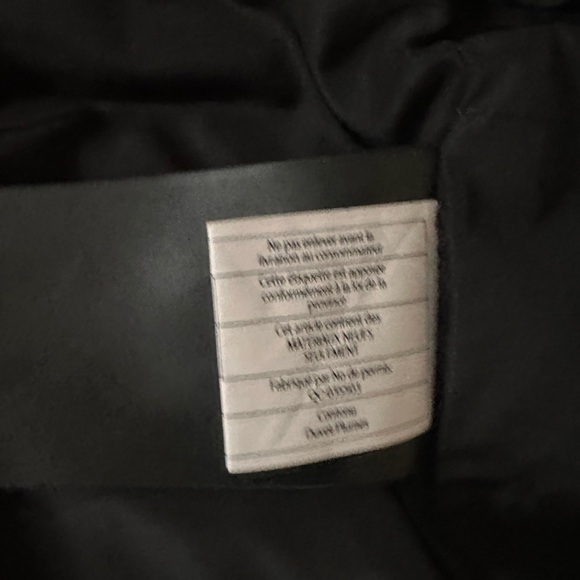 Ne pas enlever avant la
livraison au consommateur
Cette étiquette est apposée
conformément à la loi de la
province
Cet article contient des
MATERIAUX NEUFS
SEULEMENT
Fabriqué par No de permis,
Contenu
Duvet Plumes